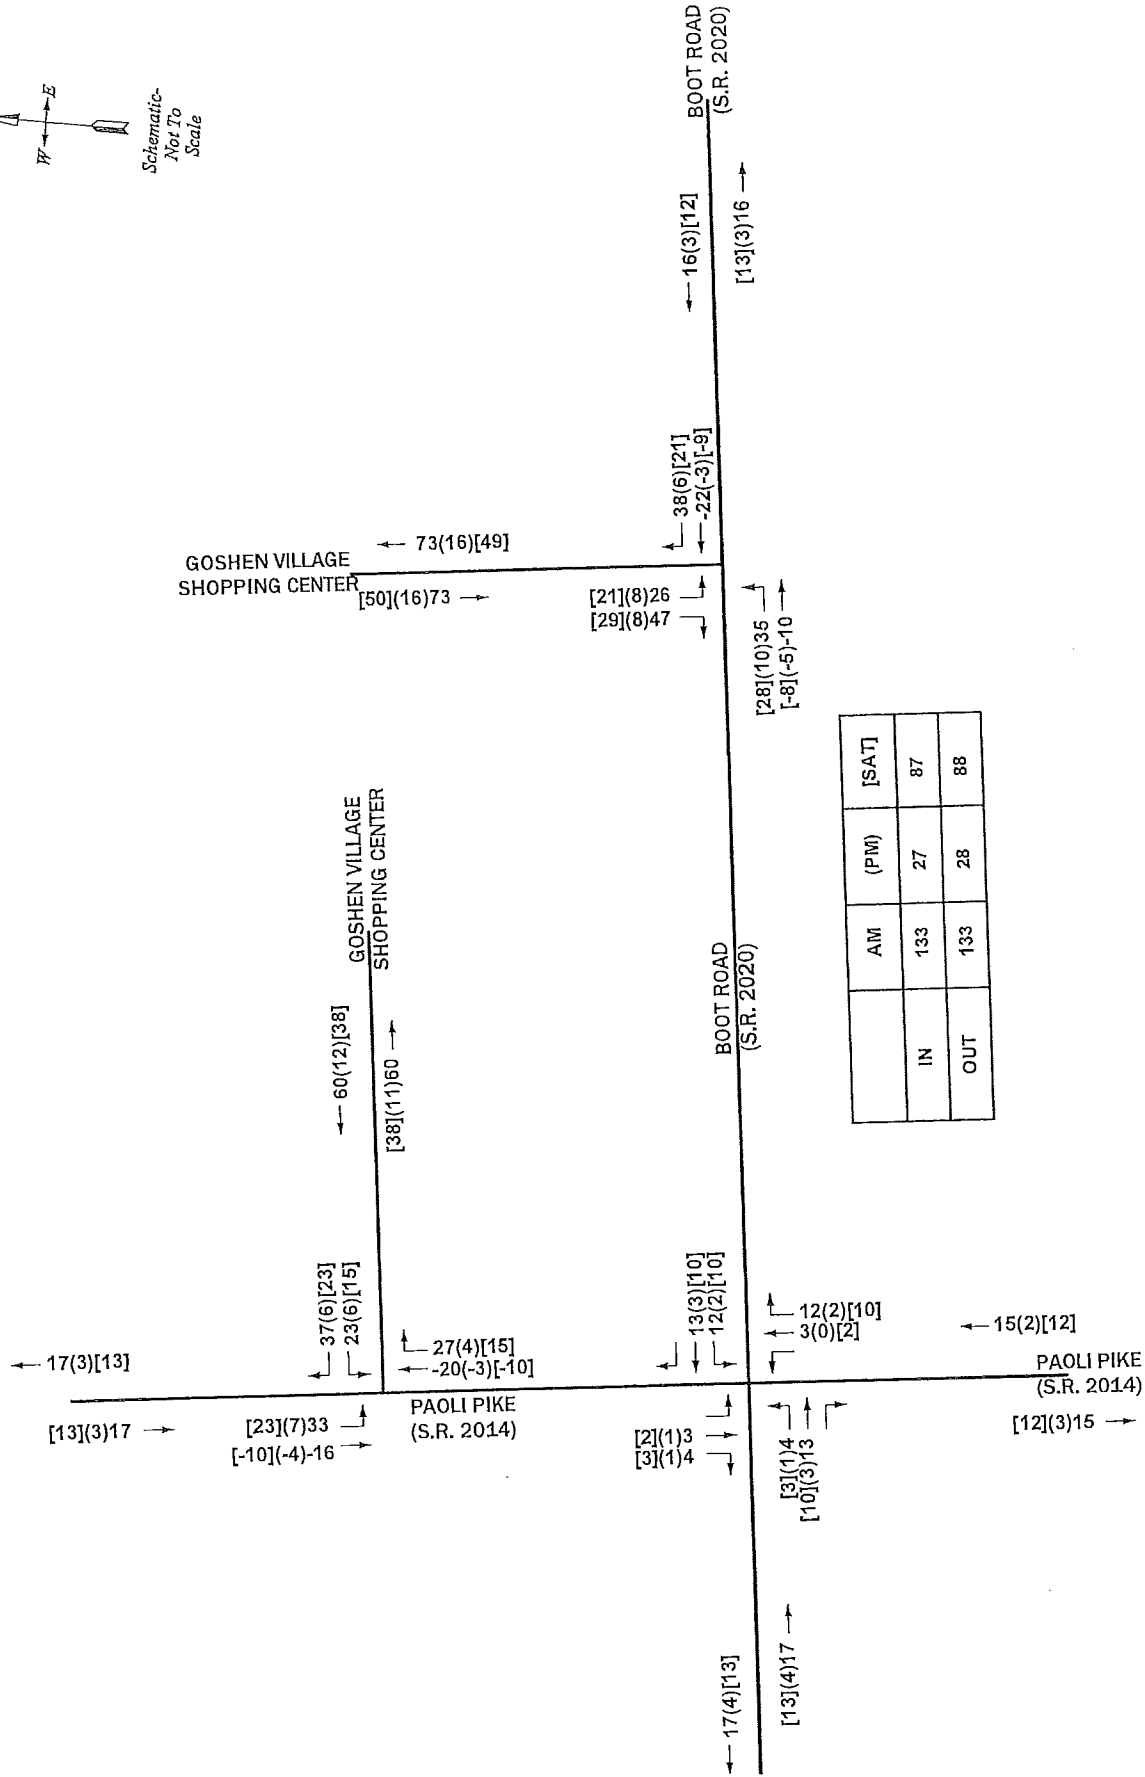 W
E
Schematic-
Not To
Scale
BOOT ROAD
(S.R. 2020)
16(3)[12]
[13](3)16
38(6)[21]
-22(-3)[-9]
73(16)[49]
GOSHEN VILLAGE
SHOPPING CENTER
[50](16)73
[21](8)26
[29](8)47
[28](10)35
[-8](-5)-10
GOSHEN VILLAGE
SHOPPING CENTER
60(12)[38]
[38](11)60
BOOT ROAD
(S.R. 2020)
AM (PM) [SAT]
IN 133 27 87
OUT 133 28 88
37(6)[23]
23(6)[15]
17(3)[13]
27(4)[15]
-20(-3)[-10]
[13](3)17
[23](7)33
[-10](-4)-16
PAOLI PIKE
(S.R. 2014)
13(3)[10]
12(2)[10]
12(2)[10]
3(0)[2]
15(2)[12]
PAOLI PIKE
(S.R. 2014)
[2](1)3
[3](1)4
[3](1)4
[10](3)13
[12](3)15
17(4)[13]
[13](4)17